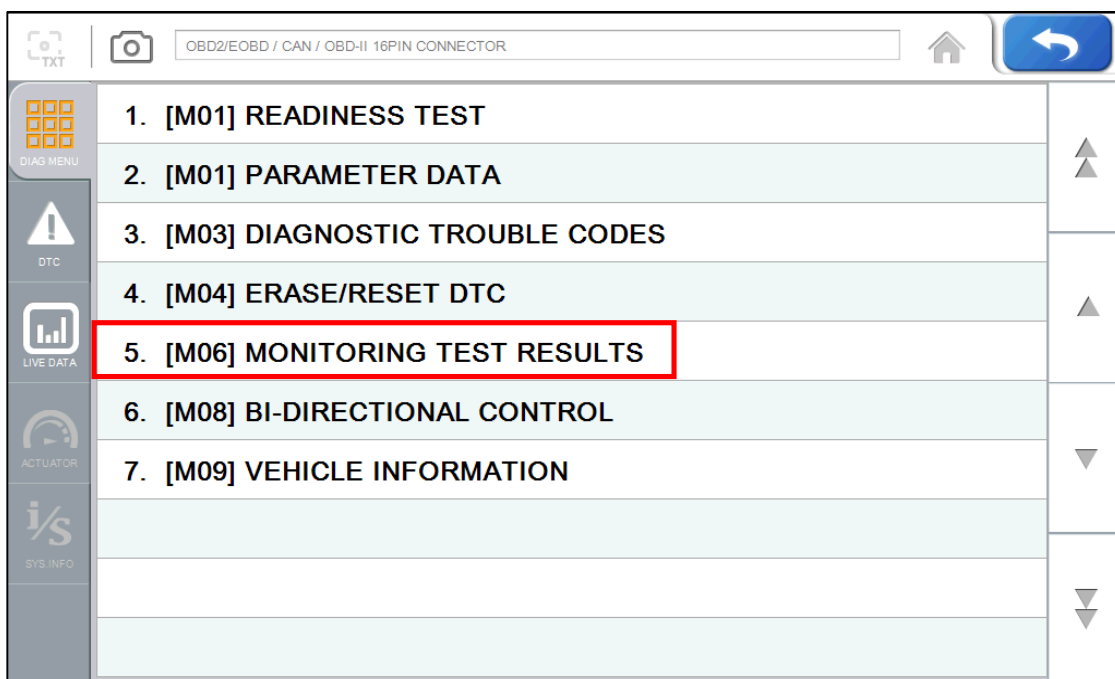 TXT
OBD2/EOBD / CAN / OBD-II 16PIN CONNECTOR
DIAG MENU
DTC
LIVE DATA
ACTUATOR
i/s
SYS.INFO
1. [M01] READINESS TEST
2. [M01] PARAMETER DATA
3. [M03] DIAGNOSTIC TROUBLE CODES
4. [M04] ERASE/RESET DTC
5. [M06] MONITORING TEST RESULTS
6. [M08] BI-DIRECTIONAL CONTROL
7. [M09] VEHICLE INFORMATION